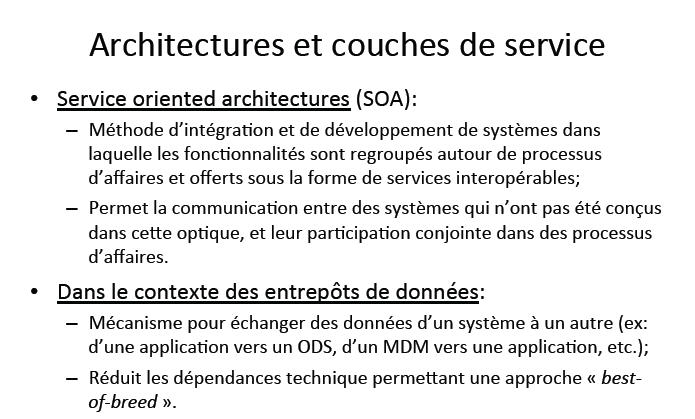 Architectures et couches de service
• Service oriented architectures (SOA):
– Méthode d’intégration et de développement de systèmes dans
laquelle les fonctionnalités sont regroupés autour de processus
d’affaires et offerts sous la forme de services interopérables;
– Permet la communication entre des systèmes qui n’ont pas été conçus
dans cette optique, et leur participation conjointe dans des processus
d’affaires.
• Dans le contexte des entrepôts de données:
– Mécanisme pour échanger des données d’un système à un autre (ex:
d’une application vers un ODS, d’un MDM vers une application, etc.);
– Réduit les dépendances technique permettant une approche « best-
of-breed ».